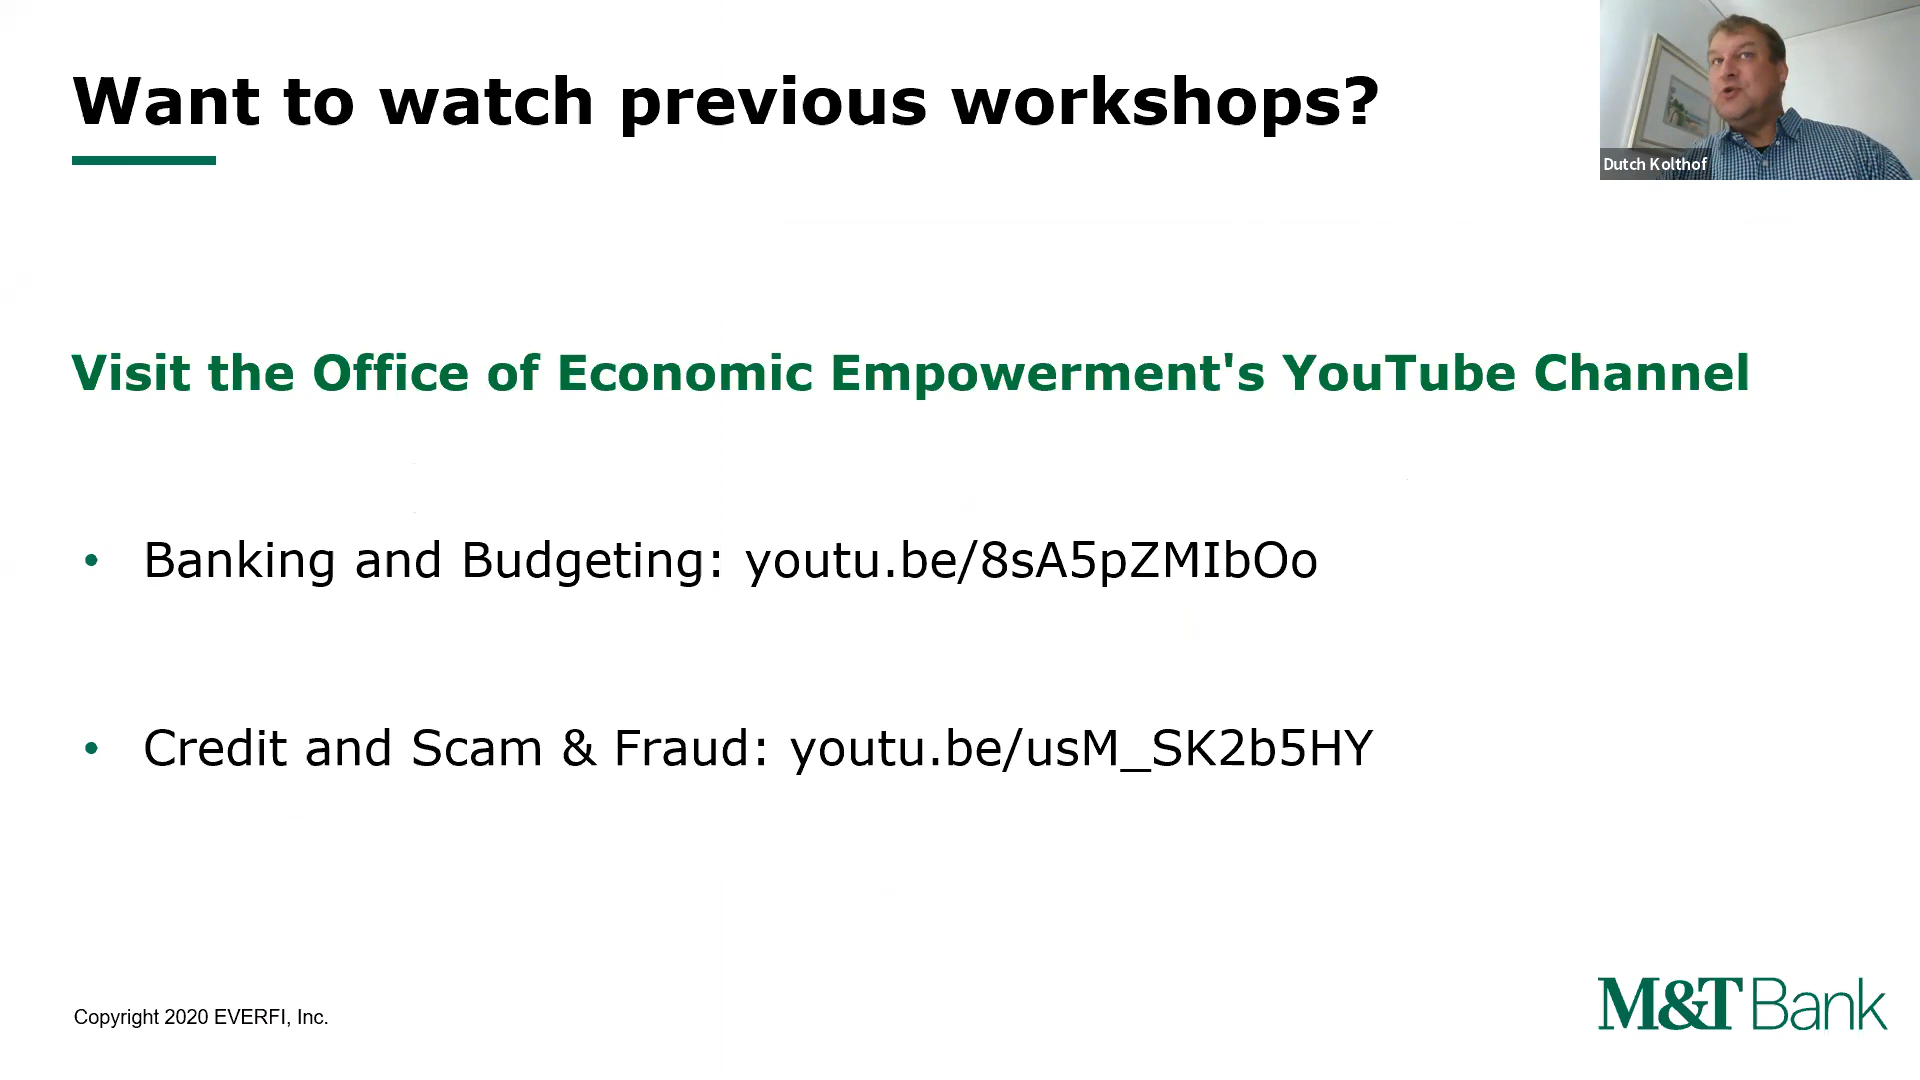 Want to watch previous workshops?
Dutch Kolthof
Visit the Office of Economic Empowerment's YouTube Channel
• Banking and Budgeting: youtu.be/8sA5pZMIbOo
• Credit and Scam & Fraud: youtu.be/usM_SK2b5HY
Copyright 2020 EVERFI, Inc.
M&T Bank